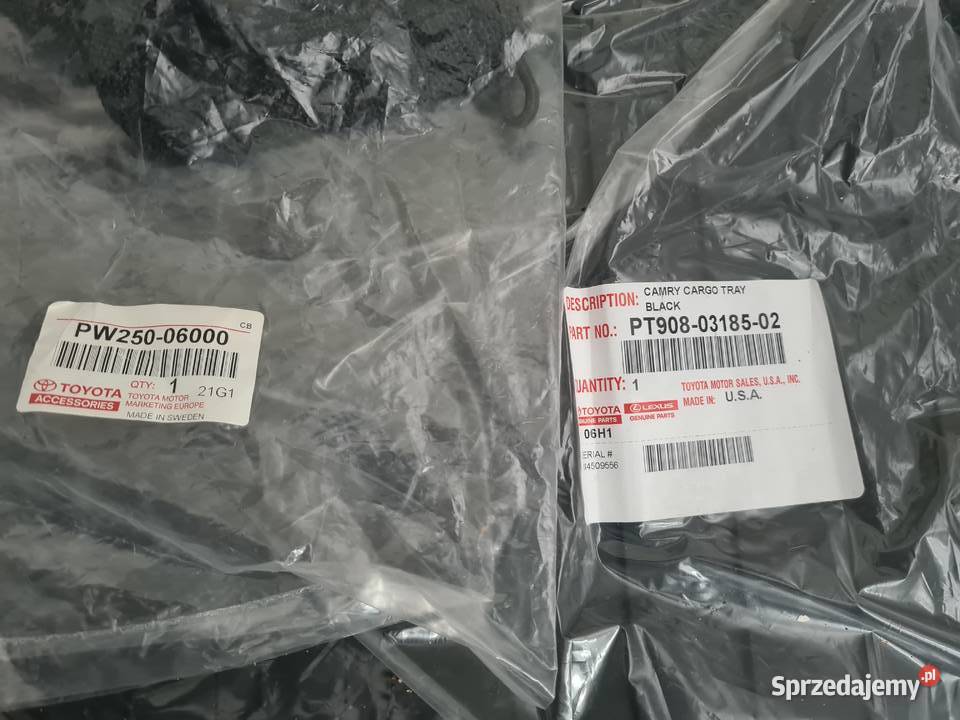 PW250-06000
CB
TOYOTA
ACCESSORIES
QTY: 1 21G1
TOYOTA MOTOR
MARKETING EUROPE
MADE IN SWEDEN
DESCRIPTION: CAMRY CARGO TRAY
BLACK
PART NO.: PT908-03185-02
QUANTITY: 1
TOYOTA MOTOR SALES, U.S.A., INC.
MADE IN: U.S.A.
TOYOTA
GENUINE PARTS
LEXUS
GENUINE PARTS
06H1
SERIAL #
34509556
Sprzedajemy.pl